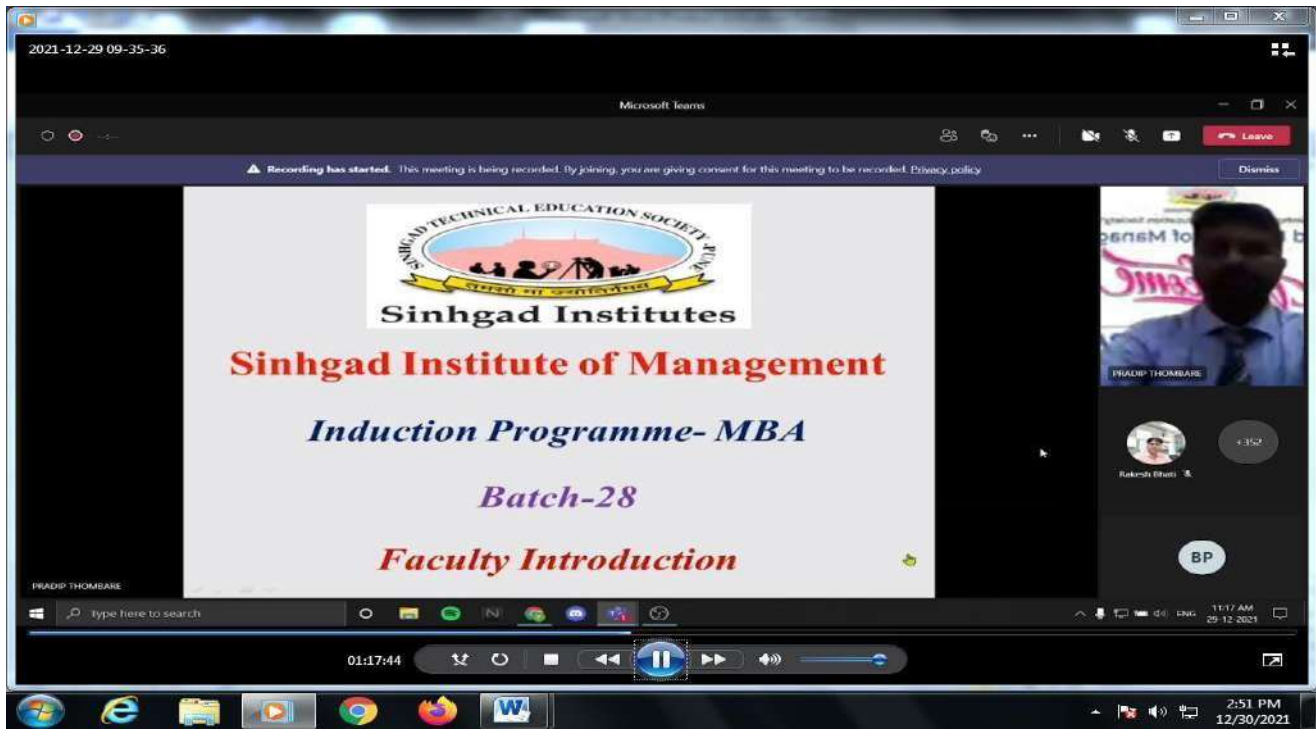 2021-12-29 09-35-36
Microsoft Teams
Leave
Recording has started. This meeting is being recorded. By joining, you are giving consent for this meeting to be recorded. Privacy policy
Dismiss
SINHGAD TECHNICAL EDUCATION SOCIETY PUNE
तमसो मा ज्योतिर्गमय
Sinhgad Institutes
Sinhgad Institute of Management
Induction Programme- MBA
Batch-28
Faculty Introduction
PRADIP THOMBARE
of Manag
PRADIP THOMBARE
Rakesh Bhati
+352
BP
Type here to search
N
ENG
11:17 AM
29-12-2021
01:17:44
W
2:51 PM
12/30/2021